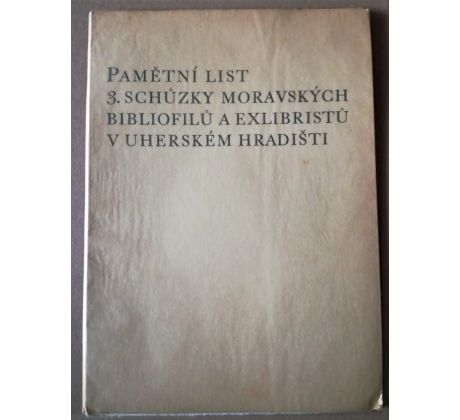 PAMĚTNÍ LIST
3. SCHŮZKY MORAVSKÝCH
BIBLIOFILŮ A EXLIBRISTŮ
V UHERSKÉM HRADIŠTI